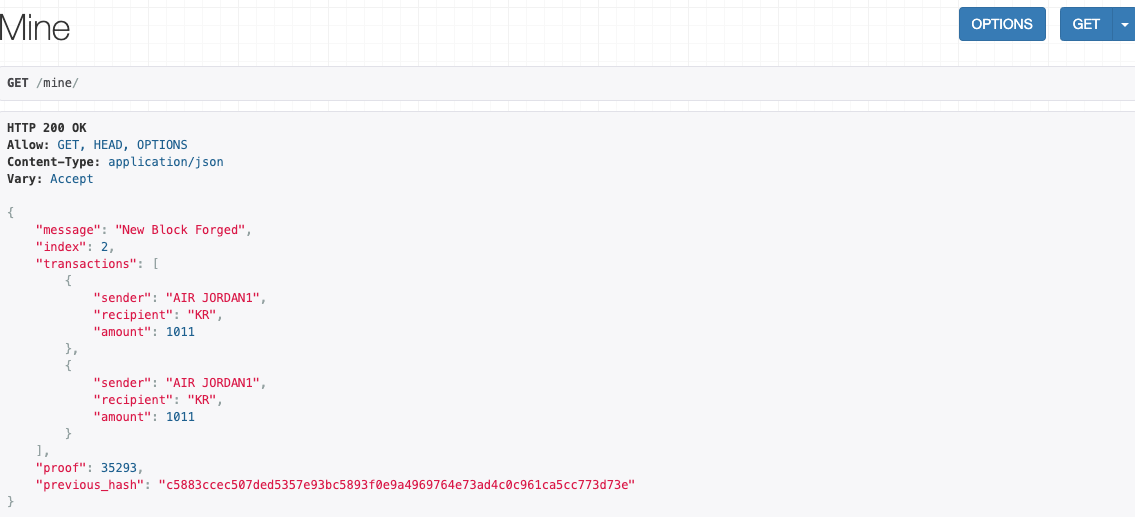 Mine
OPTIONS
GET
GET /mine/
HTTP 200 OK
Allow: GET, HEAD, OPTIONS
Content-Type: application/json
Vary: Accept
{
    "message": "New Block Forged",
    "index": 2,
    "transactions": [
        {
            "sender": "AIR JORDAN1",
            "recipient": "KR",
            "amount": 1011
        },
        {
            "sender": "AIR JORDAN1",
            "recipient": "KR",
            "amount": 1011
        }
    ],
    "proof": 35293,
    "previous_hash": "c5883ccec507ded5357e93bc5893f0e9a4969764e73ad4c0c961ca5cc773d73e"
}